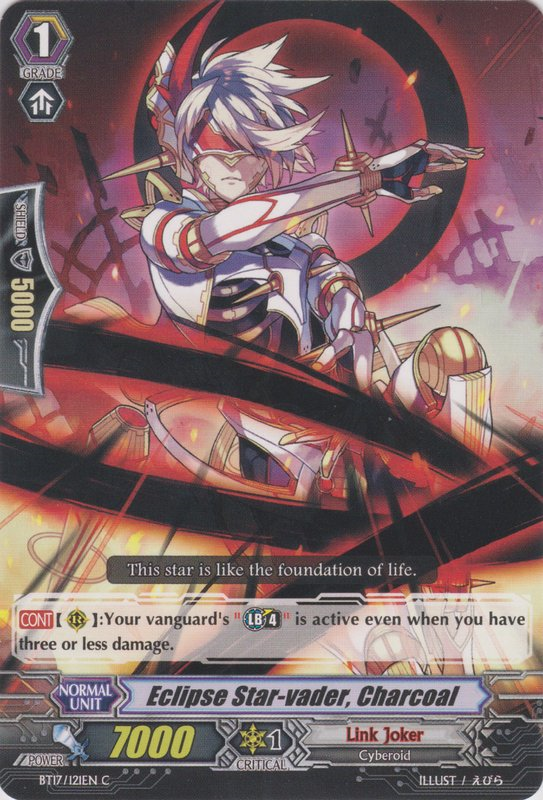 1
GRADE
SHIELD
5000
This star is like the foundation of life.
CONT【 R 】:Your vanguard's "LB4" is active even when you have
three or less damage.
NORMAL
UNIT
Eclipse Star-vader, Charcoal
POWER
7000
1
CRITICAL
Link Joker
Cyberoid
BT17/121EN C
ILLUST / えびら